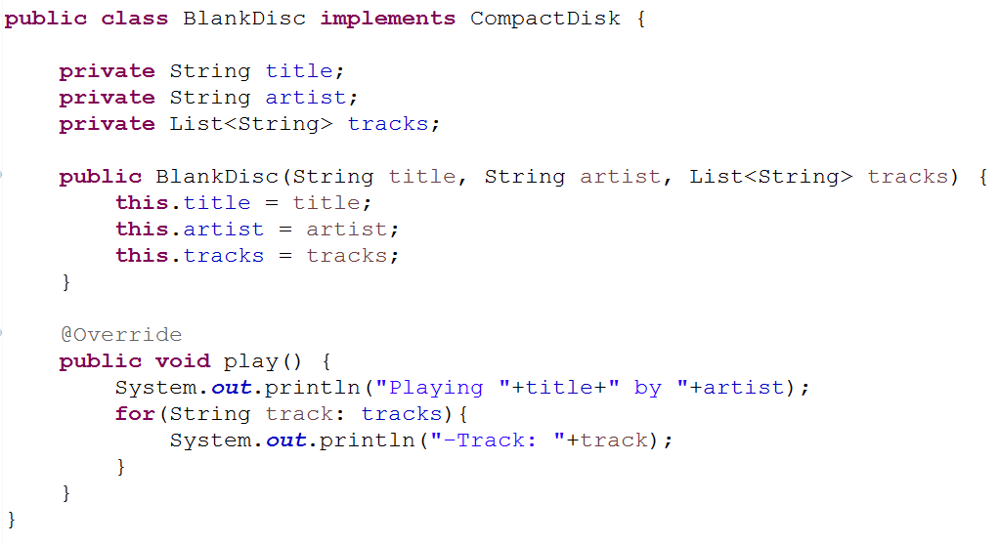 public class BlankDisc implements CompactDisk {
private String title;
private String artist;
private List<String> tracks;
public BlankDisc(String title, String artist, List<String> tracks) {
this.title = title;
this.artist = artist;
this.tracks = tracks;
}
@Override
public void play() {
System.out.println("Playing "+title+" by "+artist);
for(String track: tracks){
System.out.println("-Track: "+track);
}
}
}